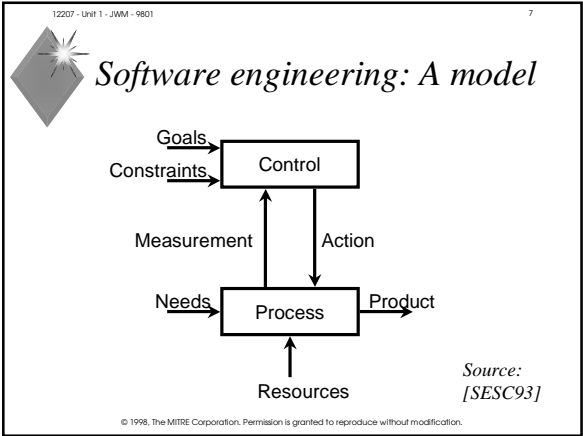 12207 - Unit 1 - JWM - 9801
7
Software engineering: A model
Goals
Constraints
Control
Measurement
Action
Needs
Process
Product
Resources
Source:
[SESC93]
© 1998, The MITRE Corporation. Permission is granted to reproduce without modification.